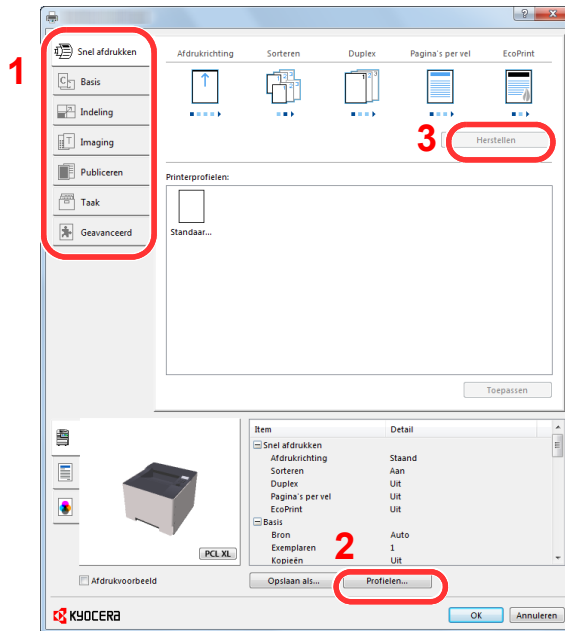 1
Snel afdrukken
Basis
Indeling
Imaging
Publiceren
Taak
Geavanceerd
Afdrukrichting Sorteren Duplex Pagina's per vel EcoPrint
3
Herstellen
Printerprofielen:
Standaar...
Toepassen
Item Detail
Snel afdrukken
Afdrukrichting Staand
Sorteren Aan
Duplex Uit
Pagina's per vel Uit
EcoPrint Uit
Basis
Bron Auto
Exemplaren 1
Kopieën Uit
PCL XL
2
Afdrukvoorbeeld
Opslaan als... Profielen...
KYOCERA
OK Annuleren